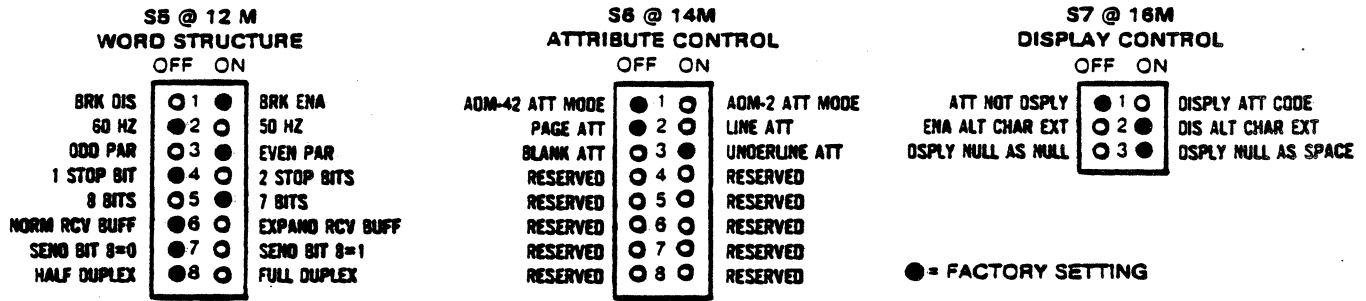 S5 @ 12 M
WORD STRUCTURE
OFF ON
BRK DIS 1 BRK ENA
60 HZ 2 50 HZ
ODD PAR 3 EVEN PAR
1 STOP BIT 4 2 STOP BITS
8 BITS 5 7 BITS
NORM RCV BUFF 6 EXPAND RCV BUFF
SEND BIT 8=0 7 SEND BIT 8=1
HALF DUPLEX 8 FULL DUPLEX
S6 @ 14M
ATTRIBUTE CONTROL
OFF ON
ADM-42 ATT MODE 1 ADM-2 ATT MODE
PAGE ATT 2 LINE ATT
BLANK ATT 3 UNDERLINE ATT
RESERVED 4 RESERVED
RESERVED 5 RESERVED
RESERVED 6 RESERVED
RESERVED 7 RESERVED
RESERVED 8 RESERVED
S7 @ 16M
DISPLAY CONTROL
OFF ON
ATT NOT DSPLY 1 DISPLY ATT CODE
ENA ALT CHAR EXT 2 DIS ALT CHAR EXT
DSPLY NULL AS NULL 3 DSPLY NULL AS SPACE
= FACTORY SETTING